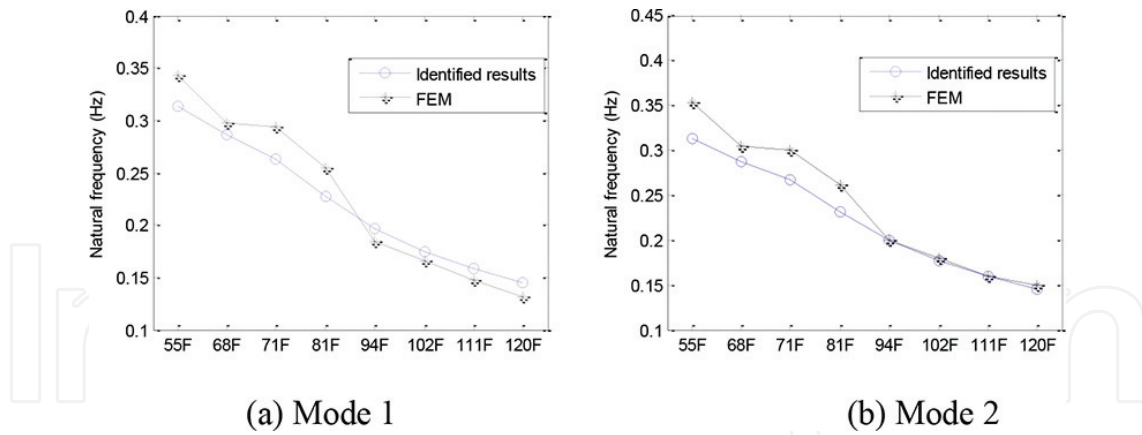 0.4
0.35
0.3
0.25
0.2
0.15
0.1
Natural frequency (Hz)
Identified results
FEM
55F 68F 71F 81F 94F 102F 111F 120F
(a) Mode 1
0.45
0.4
0.35
0.3
0.25
0.2
0.15
0.1
Natural frequency (Hz)
Identified results
FEM
55F 68F 71F 81F 94F 102F 111F 120F
(b) Mode 2